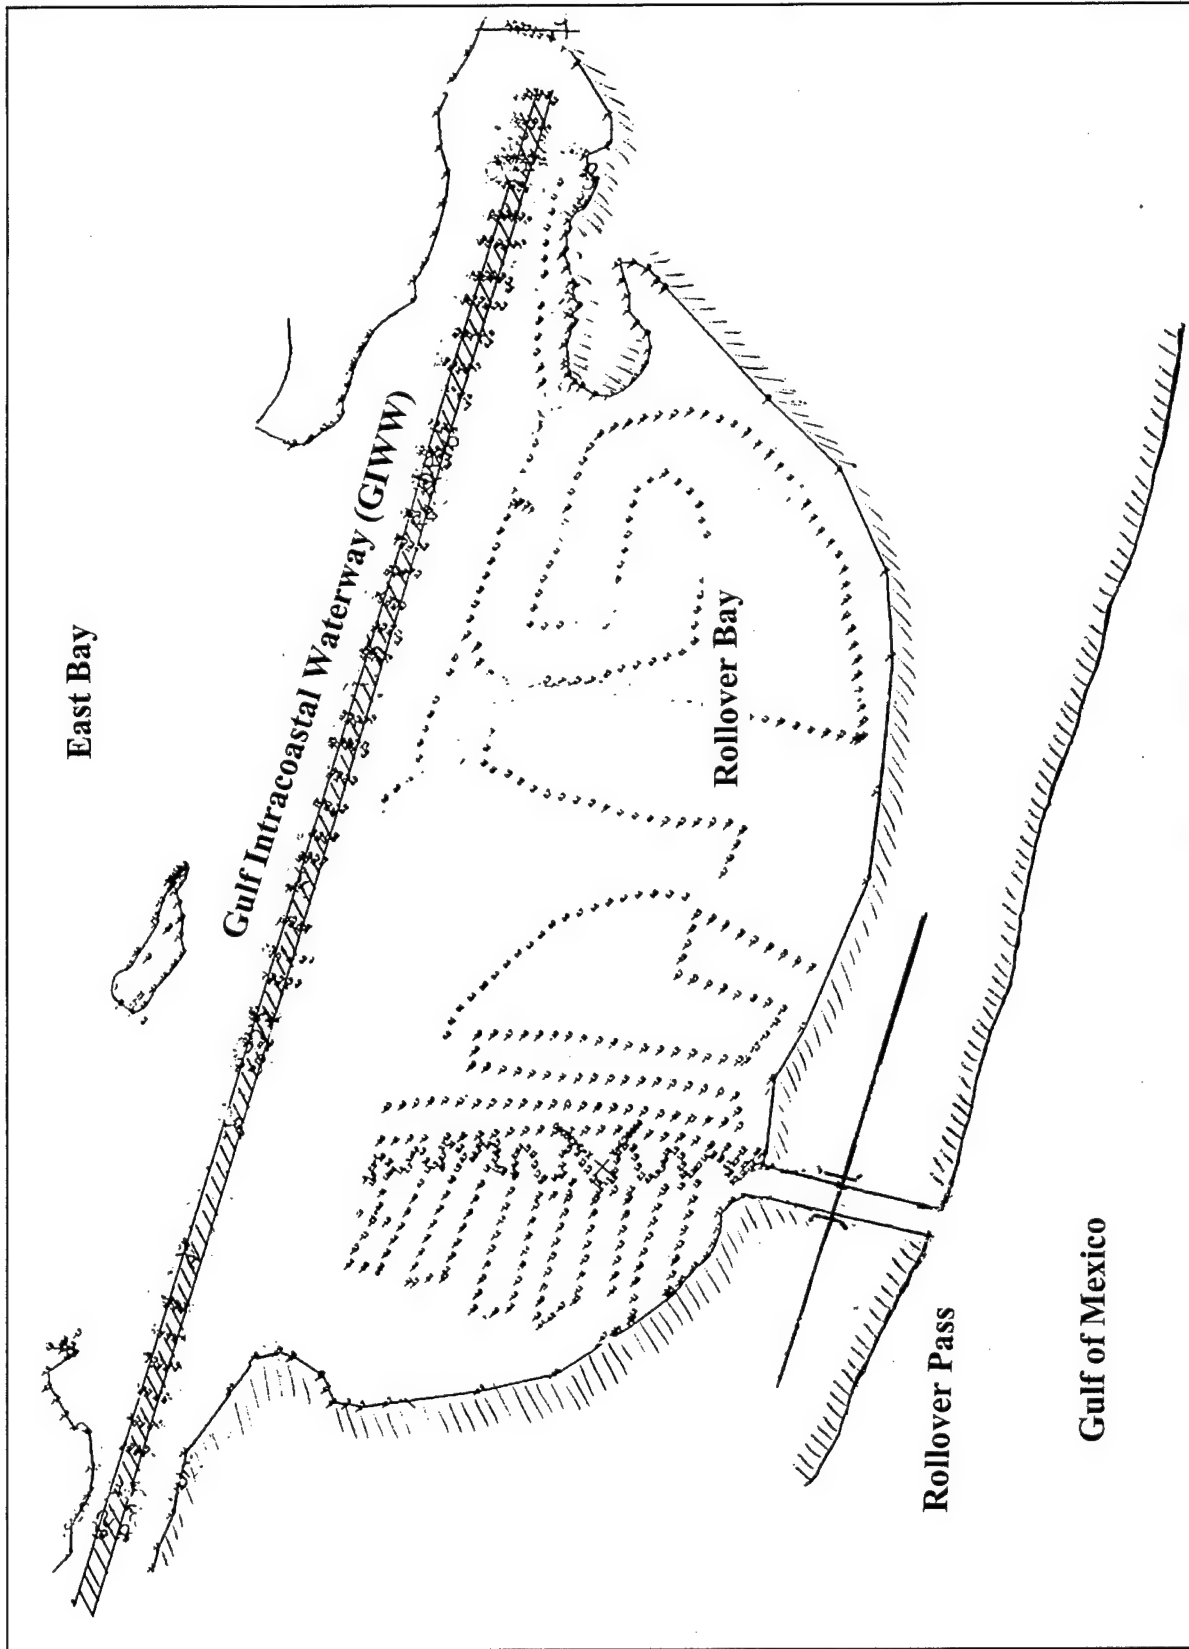 East Bay
Gulf Intracoastal Waterway (GIWW)
Rollover Bay
Rollover Pass
Gulf of Mexico